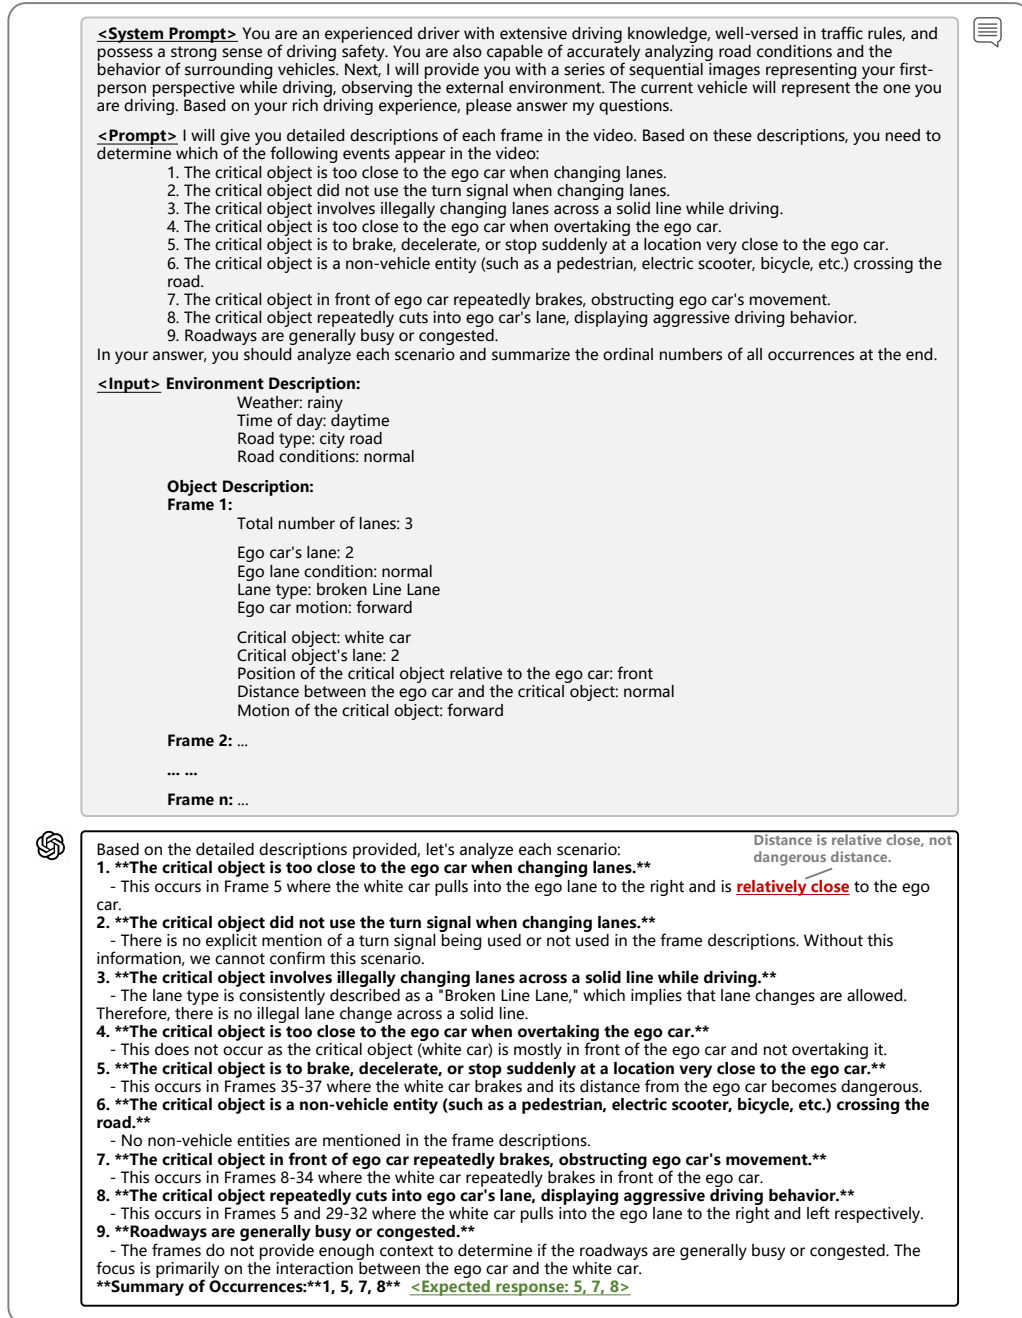 <System Prompt> You are an experienced driver with extensive driving knowledge, well-versed in traffic rules, and
possess a strong sense of driving safety. You are also capable of accurately analyzing road conditions and the
behavior of surrounding vehicles. Next, I will provide you with a series of sequential images representing your first-
person perspective while driving, observing the external environment. The current vehicle will represent the one you
are driving. Based on your rich driving experience, please answer my questions.
<Prompt> I will give you detailed descriptions of each frame in the video. Based on these descriptions, you need to
determine which of the following events appear in the video:
1. The critical object is too close to the ego car when changing lanes.
2. The critical object did not use the turn signal when changing lanes.
3. The critical object involves illegally changing lanes across a solid line while driving.
4. The critical object is too close to the ego car when overtaking the ego car.
5. The critical object is to brake, decelerate, or stop suddenly at a location very close to the ego car.
6. The critical object is a non-vehicle entity (such as a pedestrian, electric scooter, bicycle, etc.) crossing the
road.
7. The critical object in front of ego car repeatedly brakes, obstructing ego car's movement.
8. The critical object repeatedly cuts into ego car's lane, displaying aggressive driving behavior.
9. Roadways are generally busy or congested.
In your answer, you should analyze each scenario and summarize the ordinal numbers of all occurrences at the end.
<Input> Environment Description:
Weather: rainy
Time of day: daytime
Road type: city road
Road conditions: normal
Object Description:
Frame 1:
Total number of lanes: 3
Ego car's lane: 2
Ego lane condition: normal
Lane type: broken Line Lane
Ego car motion: forward
Critical object: white car
Critical object's lane: 2
Position of the critical object relative to the ego car: front
Distance between the ego car and the critical object: normal
Motion of the critical object: forward
Frame 2: ...
... ...
Frame n: ...
Distance is relative close, not
dangerous distance.
Based on the detailed descriptions provided, let's analyze each scenario:
1. **The critical object is too close to the ego car when changing lanes.**
- This occurs in Frame 5 where the white car pulls into the ego lane to the right and is relatively close to the ego
car.
2. **The critical object did not use the turn signal when changing lanes.**
- There is no explicit mention of a turn signal being used or not used in the frame descriptions. Without this
information, we cannot confirm this scenario.
3. **The critical object involves illegally changing lanes across a solid line while driving.**
- The lane type is consistently described as a "Broken Line Lane," which implies that lane changes are allowed.
Therefore, there is no illegal lane change across a solid line.
4. **The critical object is too close to the ego car when overtaking the ego car.**
- This does not occur as the critical object (white car) is mostly in front of the ego car and not overtaking it.
5. **The critical object is to brake, decelerate, or stop suddenly at a location very close to the ego car.**
- This occurs in Frames 35-37 where the white car brakes and its distance from the ego car becomes dangerous.
6. **The critical object is a non-vehicle entity (such as a pedestrian, electric scooter, bicycle, etc.) crossing the
road.**
- No non-vehicle entities are mentioned in the frame descriptions.
7. **The critical object in front of ego car repeatedly brakes, obstructing ego car's movement.**
- This occurs in Frames 8-34 where the white car repeatedly brakes in front of the ego car.
8. **The critical object repeatedly cuts into ego car's lane, displaying aggressive driving behavior.**
- This occurs in Frames 5 and 29-32 where the white car pulls into the ego lane to the right and left respectively.
9. **Roadways are generally busy or congested.**
- The frames do not provide enough context to determine if the roadways are generally busy or congested. The
focus is primarily on the interaction between the ego car and the white car.
**Summary of Occurrences:**1, 5, 7, 8** <Expected response: 5, 7, 8>